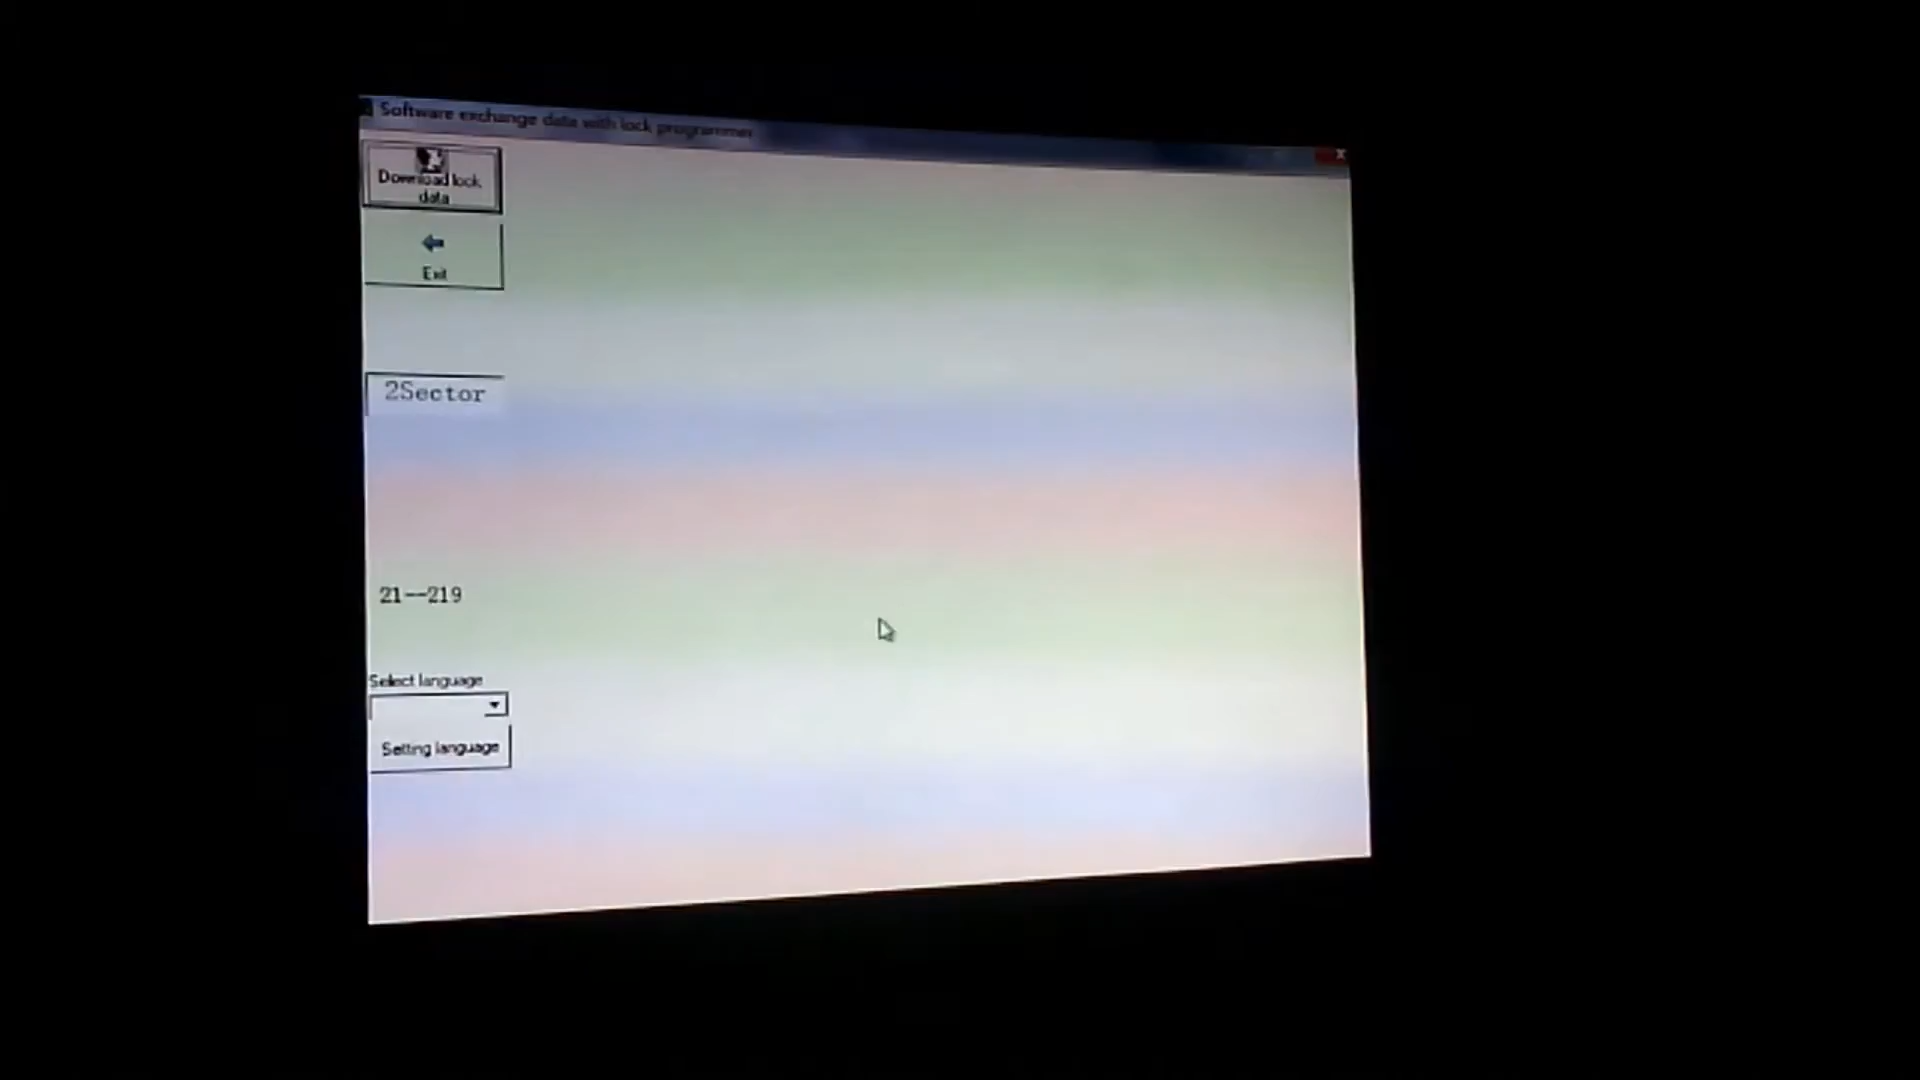 Software exchange data with lock programmer
Download lock
data
Exit
2Sector
21--219
Select language
Setting language